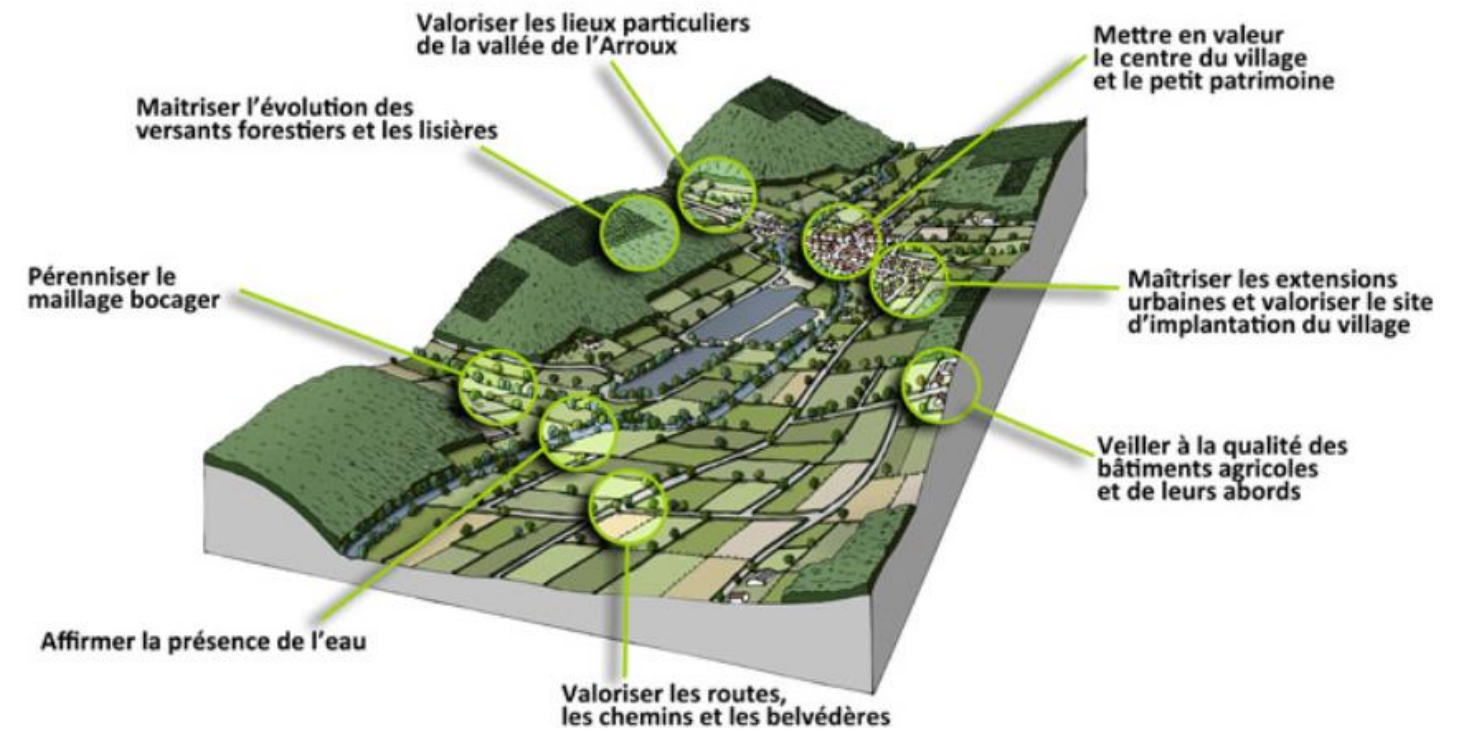 Valoriser les lieux particuliers
de la vallée de l'Arroux
Mettre en valeur
le centre du village
et le petit patrimoine
Maitriser l'évolution des
versants forestiers et les lisières
Pérenniser le
maillage bocager
Maîtriser les extensions
urbaines et valoriser le site
d'implantation du village
Veiller à la qualité des
bâtiments agricoles
et de leurs abords
Affirmer la présence de l'eau
Valoriser les routes,
les chemins et les belvédères